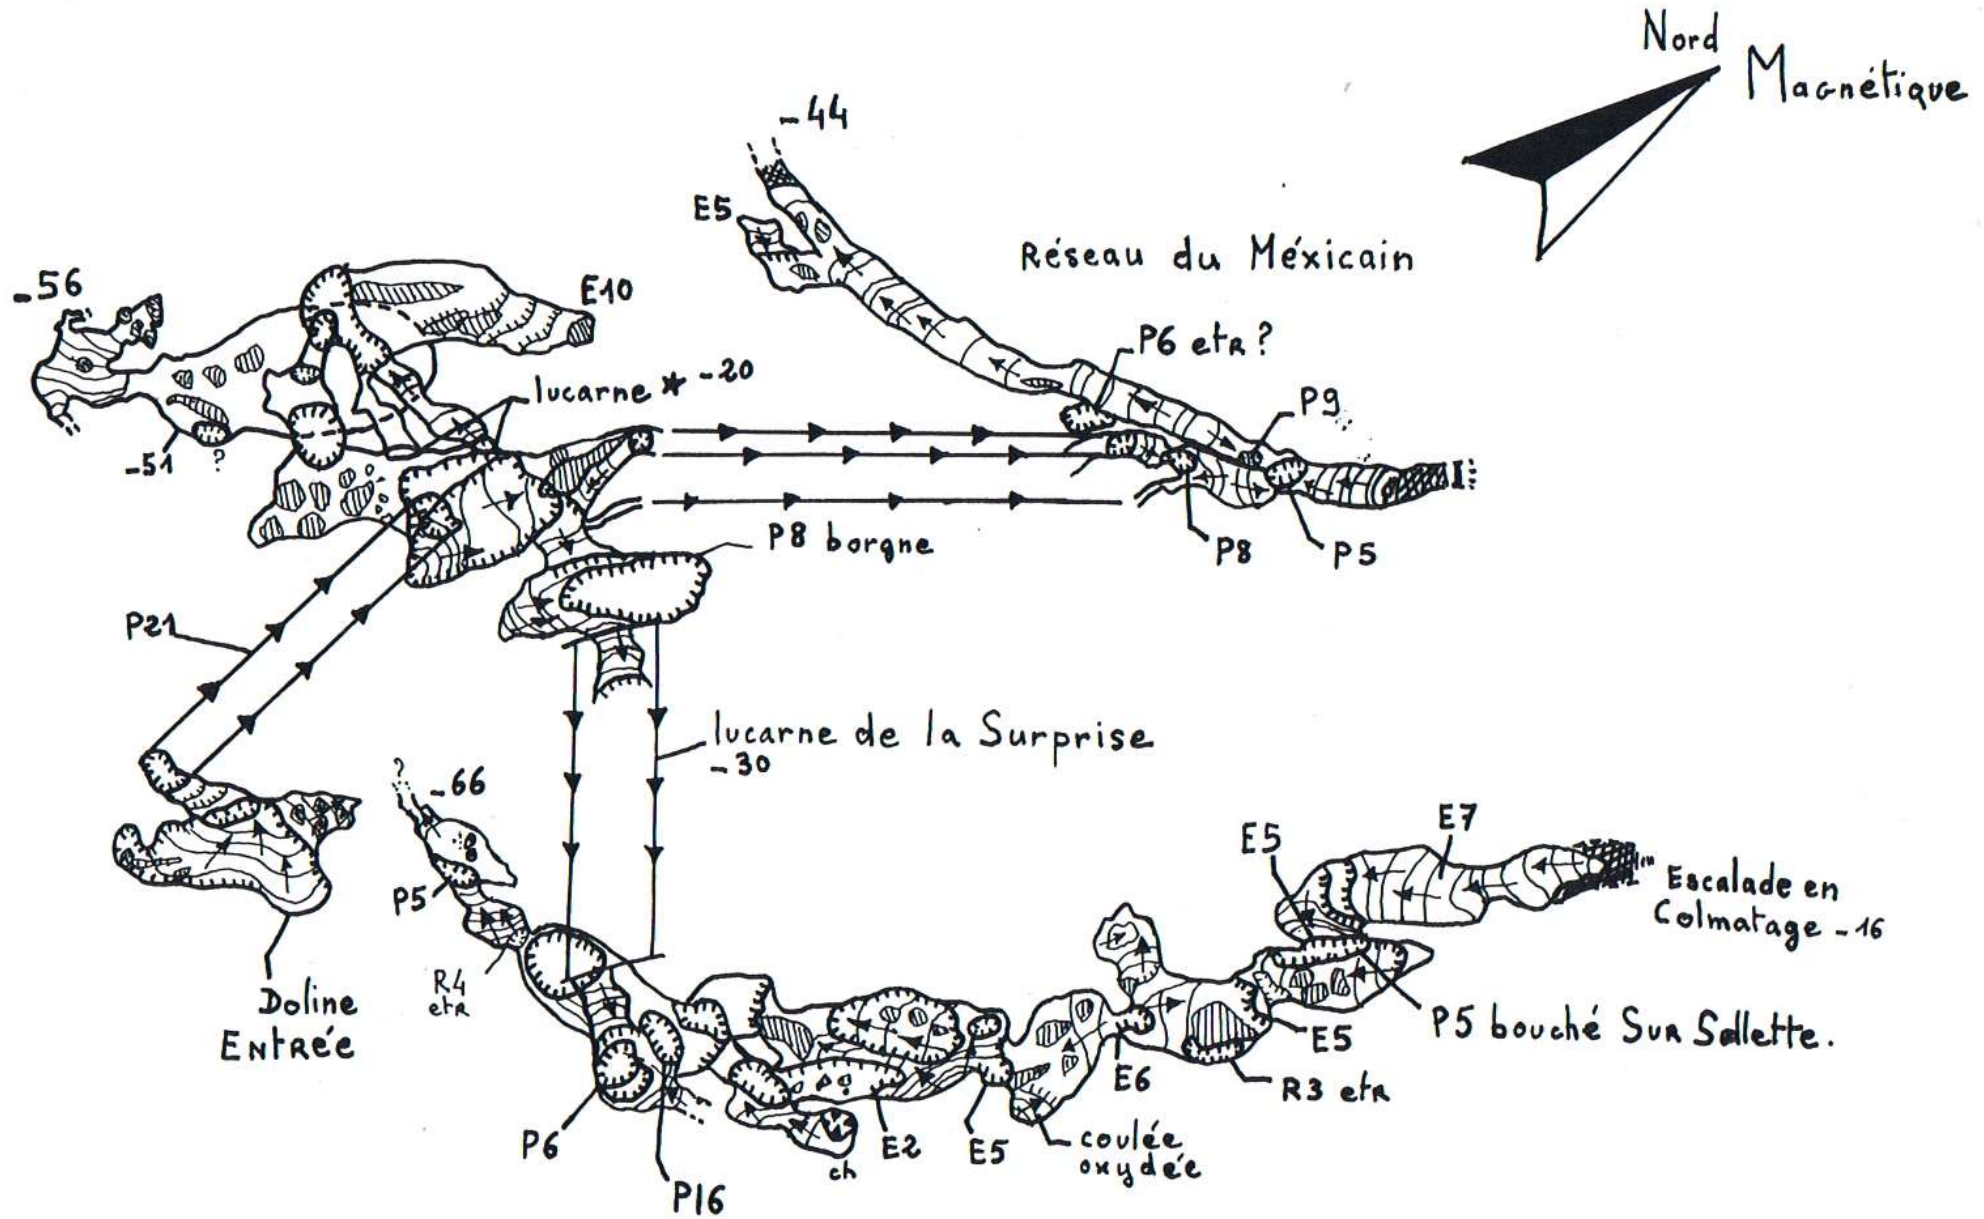 Nord
Magnétique
-44
E5
Réseau du Méxicain
-56
E10
P6 etr ?
lucarne * -20
P9
-51
?
P8 borgne
P8
P5
P21
lucarne de la Surprise
-30
?
-66
E7
E5
P5
Escalade en
Colmatage -16
R4
etr
Doline
Entrée
P5 bouché Sur Sellette.
E5
E6
R3 etr
P6
E2
E5
coulée
oxydée
ch
P16